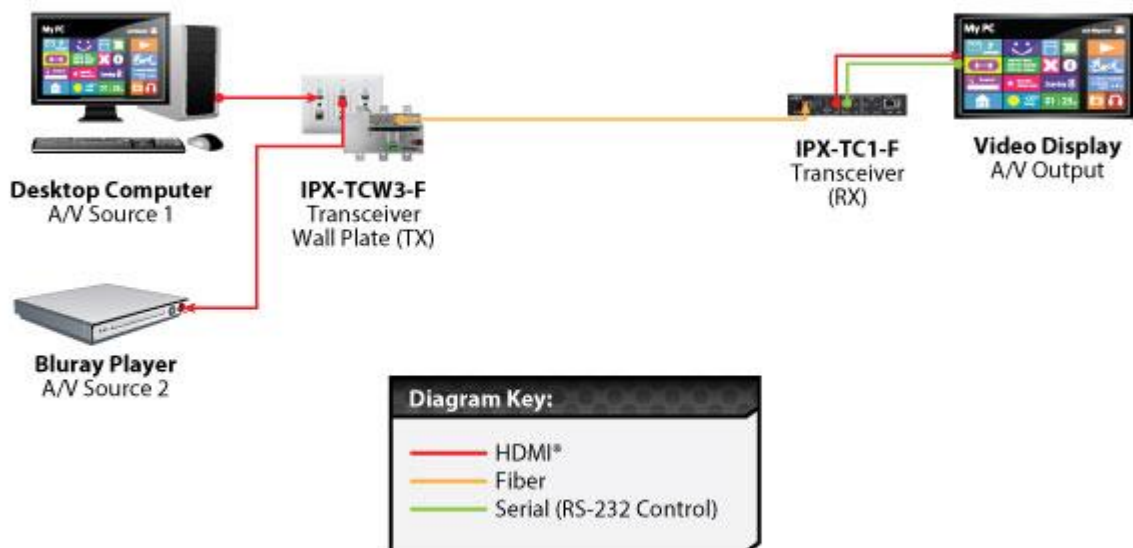 My PC
My PC
Desktop Computer
A/V Source 1
IPX-TCW3-F
Transceiver
Wall Plate (TX)
IPX-TC1-F
Transceiver
(RX)
Video Display
A/V Output
Bluray Player
A/V Source 2
Diagram Key:
HDMI®
Fiber
Serial (RS-232 Control)